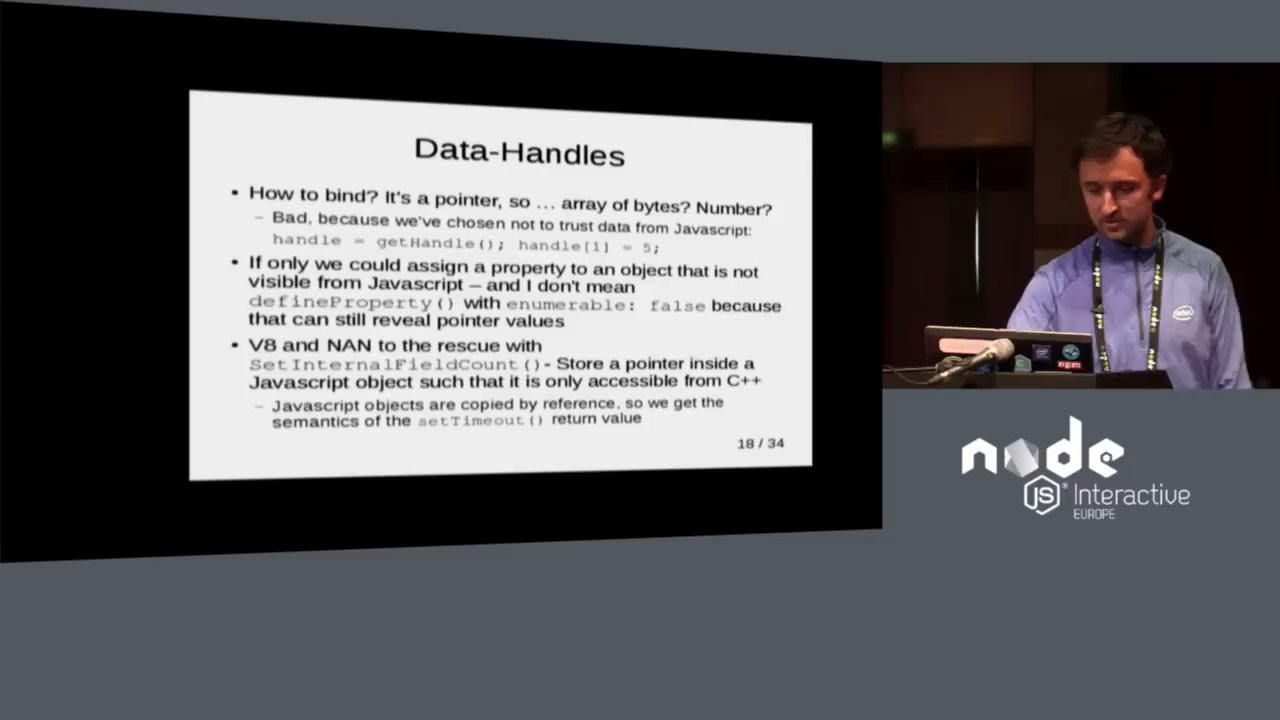 Data-Handles
• How to bind? It's a pointer, so … array of bytes? Number?
– Bad, because we've chosen not to trust data from Javascript:
handle = getHandle(); handle[1] = 5;
• If only we could assign a property to an object that is not
visible from Javascript – and I don't mean
defineProperty() with enumerable: false because
that can still reveal pointer values
• V8 and NAN to the rescue with
SetInternalFieldCount()- Store a pointer inside a
Javascript object such that it is only accessible from C++
– Javascript objects are copied by reference, so we get the
semantics of the setTimeout() return value
18 / 34
intel
npm
node
JS Interactive
EUROPE